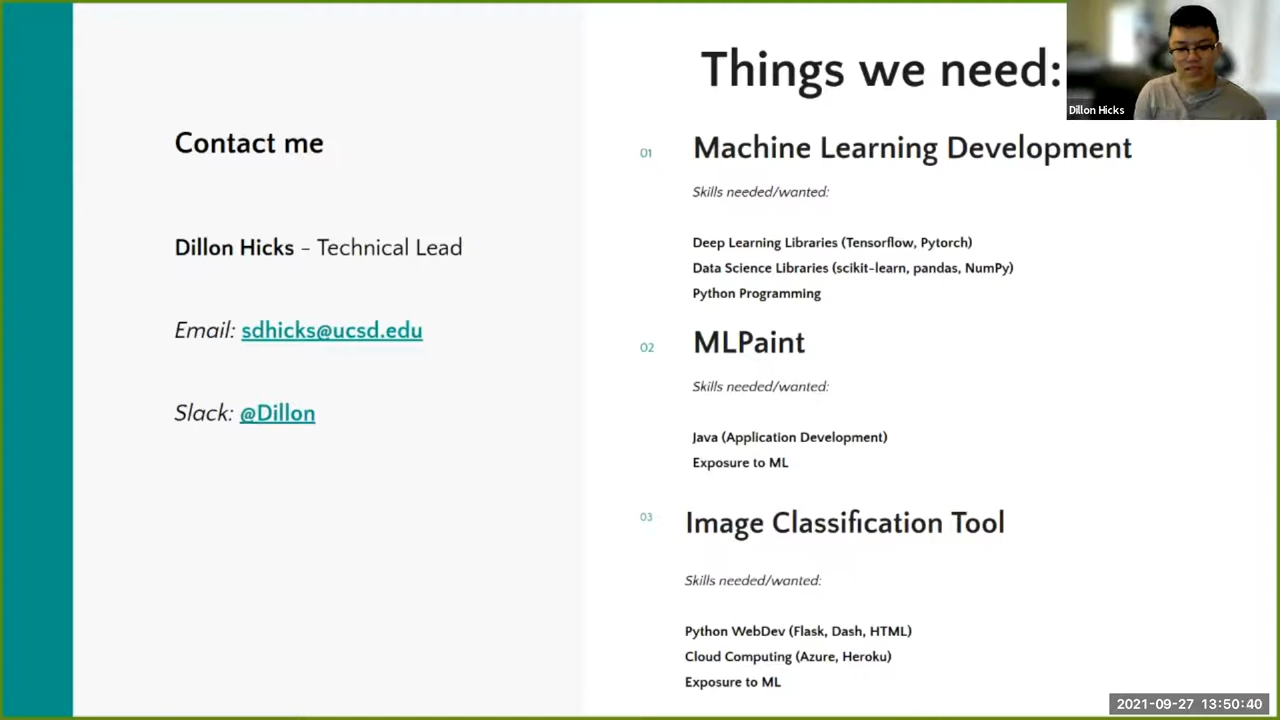 Contact me
Dillon Hicks – Technical Lead
Email: sdhicks@ucsd.edu
Slack: @Dillon
Things we need:
01
Machine Learning Development
Skills needed/wanted:
Deep Learning Libraries (Tensorflow, Pytorch)
Data Science Libraries (scikit-learn, pandas, NumPy)
Python Programming
02
MLPaint
Skills needed/wanted:
Java (Application Development)
Exposure to ML
03
Image Classification Tool
Skills needed/wanted:
Python WebDev (Flask, Dash, HTML)
Cloud Computing (Azure, Heroku)
Exposure to ML
Dillon Hicks
2021-09-27 13:50:40